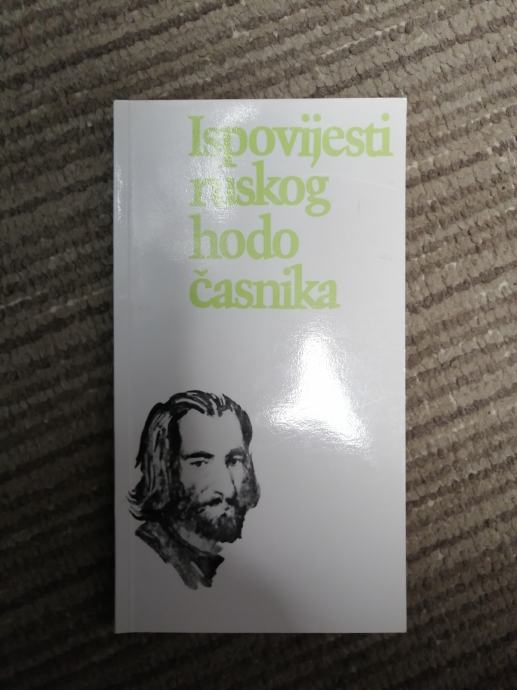 Ispovijesti
ruskog
hodo
časnika